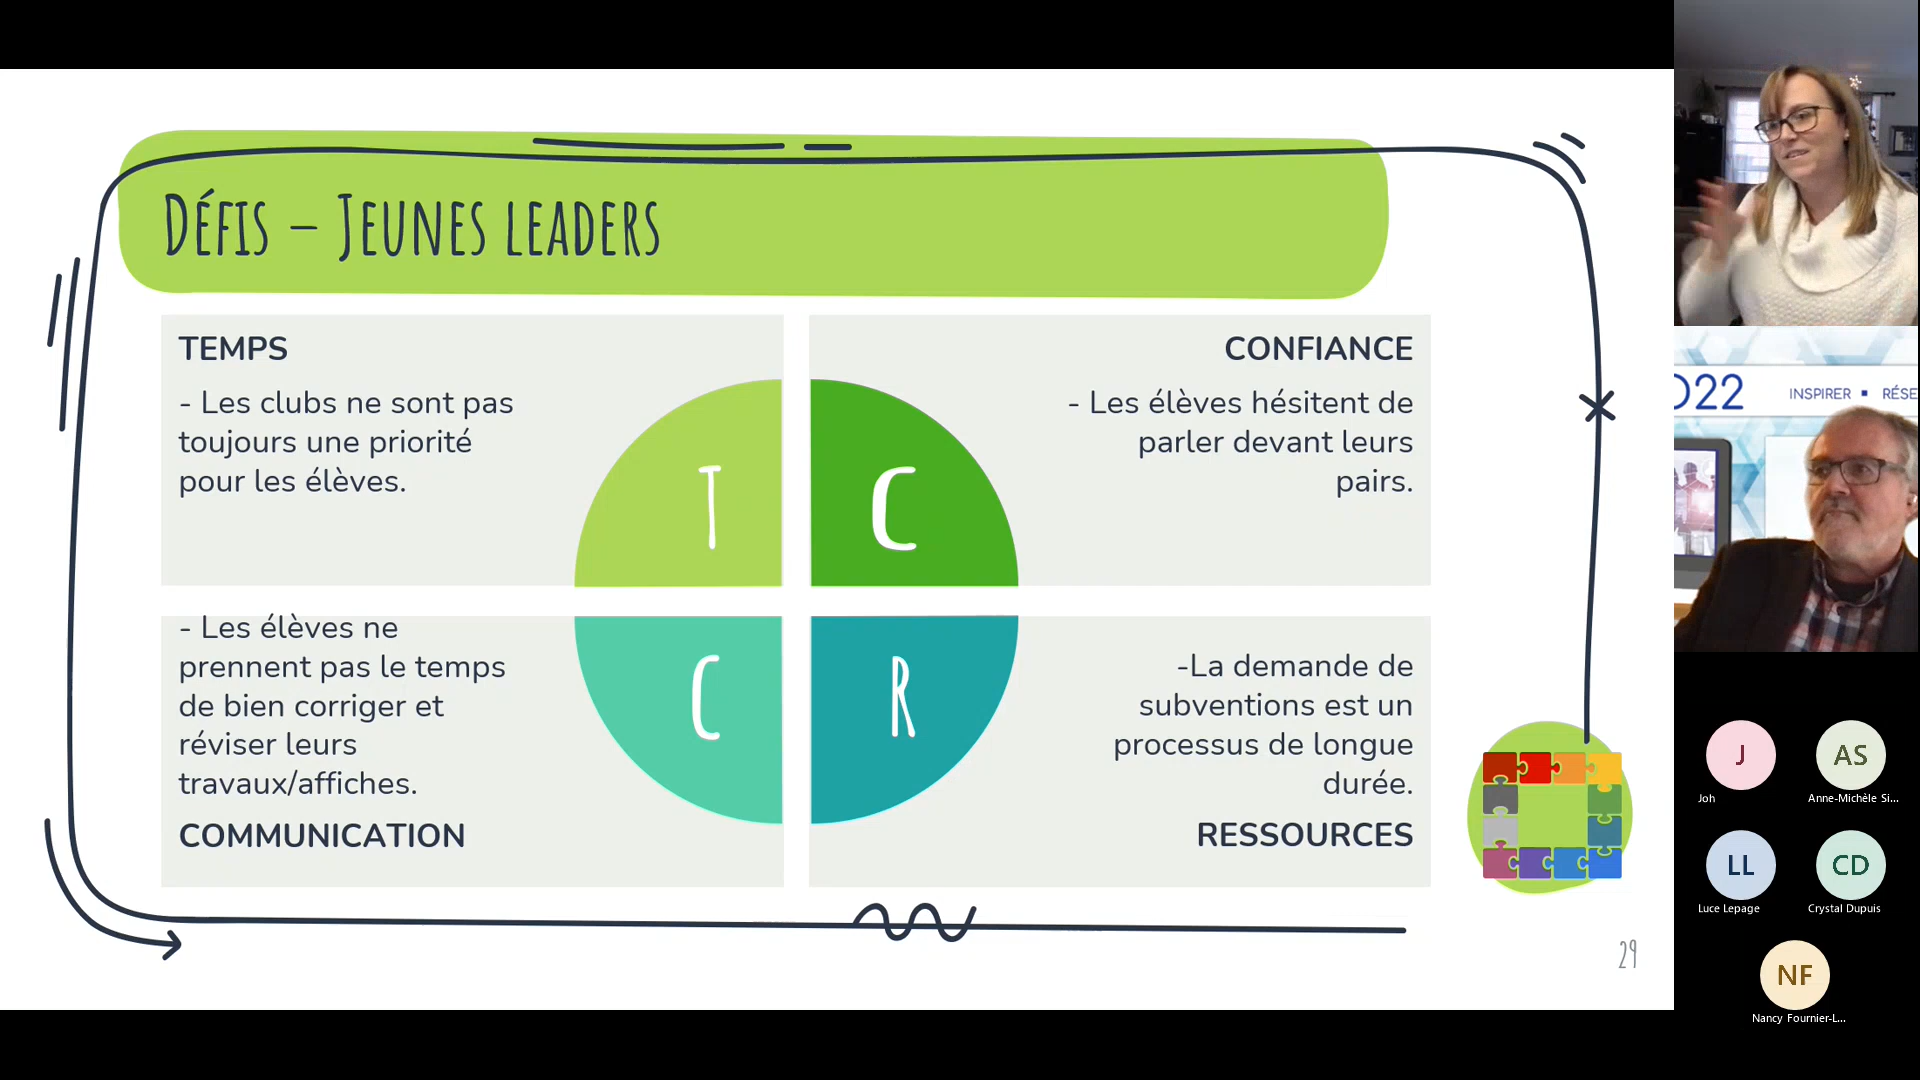 Défis – Jeunes leaders
TEMPS
- Les clubs ne sont pas
toujours une priorité
pour les élèves.
CONFIANCE
- Les élèves hésitent de
parler devant leurs
pairs.
T
C
- Les élèves ne
prennent pas le temps
de bien corriger et
réviser leurs
travaux/affiches.
COMMUNICATION
C
R
-La demande de
subventions est un
processus de longue
durée.
RESSOURCES
29
22
INSPIRER ▪ RÉSE
J
Joh
AS
Anne-Michèle Si...
LL
Luce Lepage
CD
Crystal Dupuis
NF
Nancy Fournier-L...